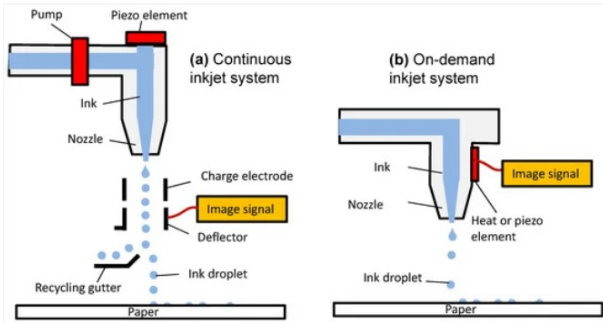 Pump
Piezo element
(a) Continuous
inkjet system
Ink
Nozzle
Charge electrode
Image signal
Deflector
Recycling gutter
Ink droplet
Paper
(b) On-demand
inkjet system
Ink
Image signal
Nozzle
Heat or piezo
element
Ink droplet
Paper